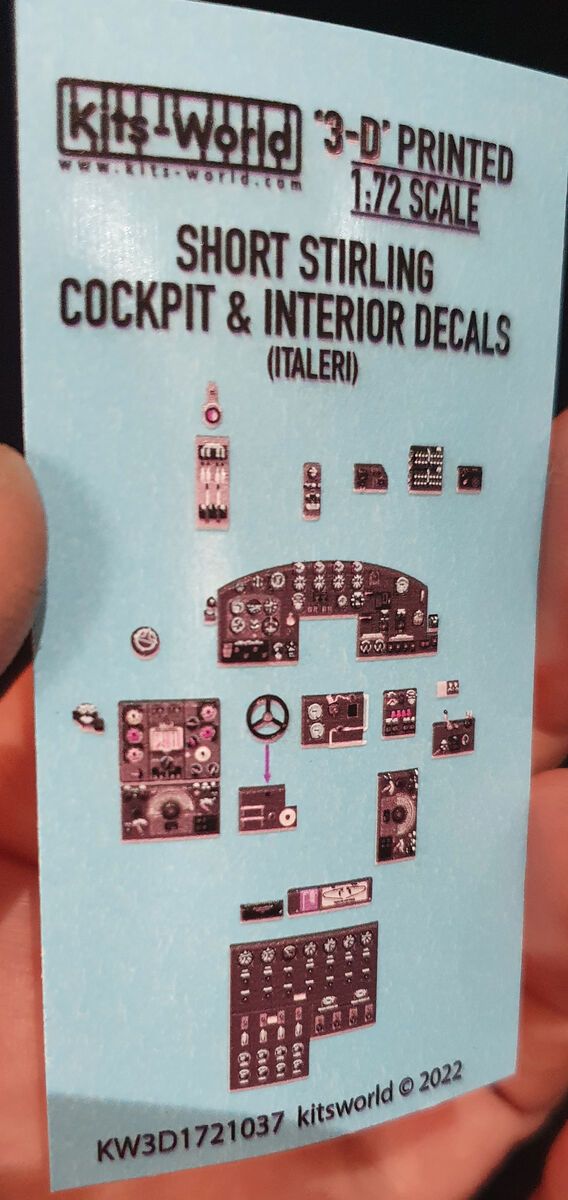 Kits-World
www.kits-world.com
'3-D' PRINTED
1:72 SCALE
SHORT STIRLING
COCKPIT & INTERIOR DECALS
(ITALERI)
KW3D1721037 kitsworld © 2022